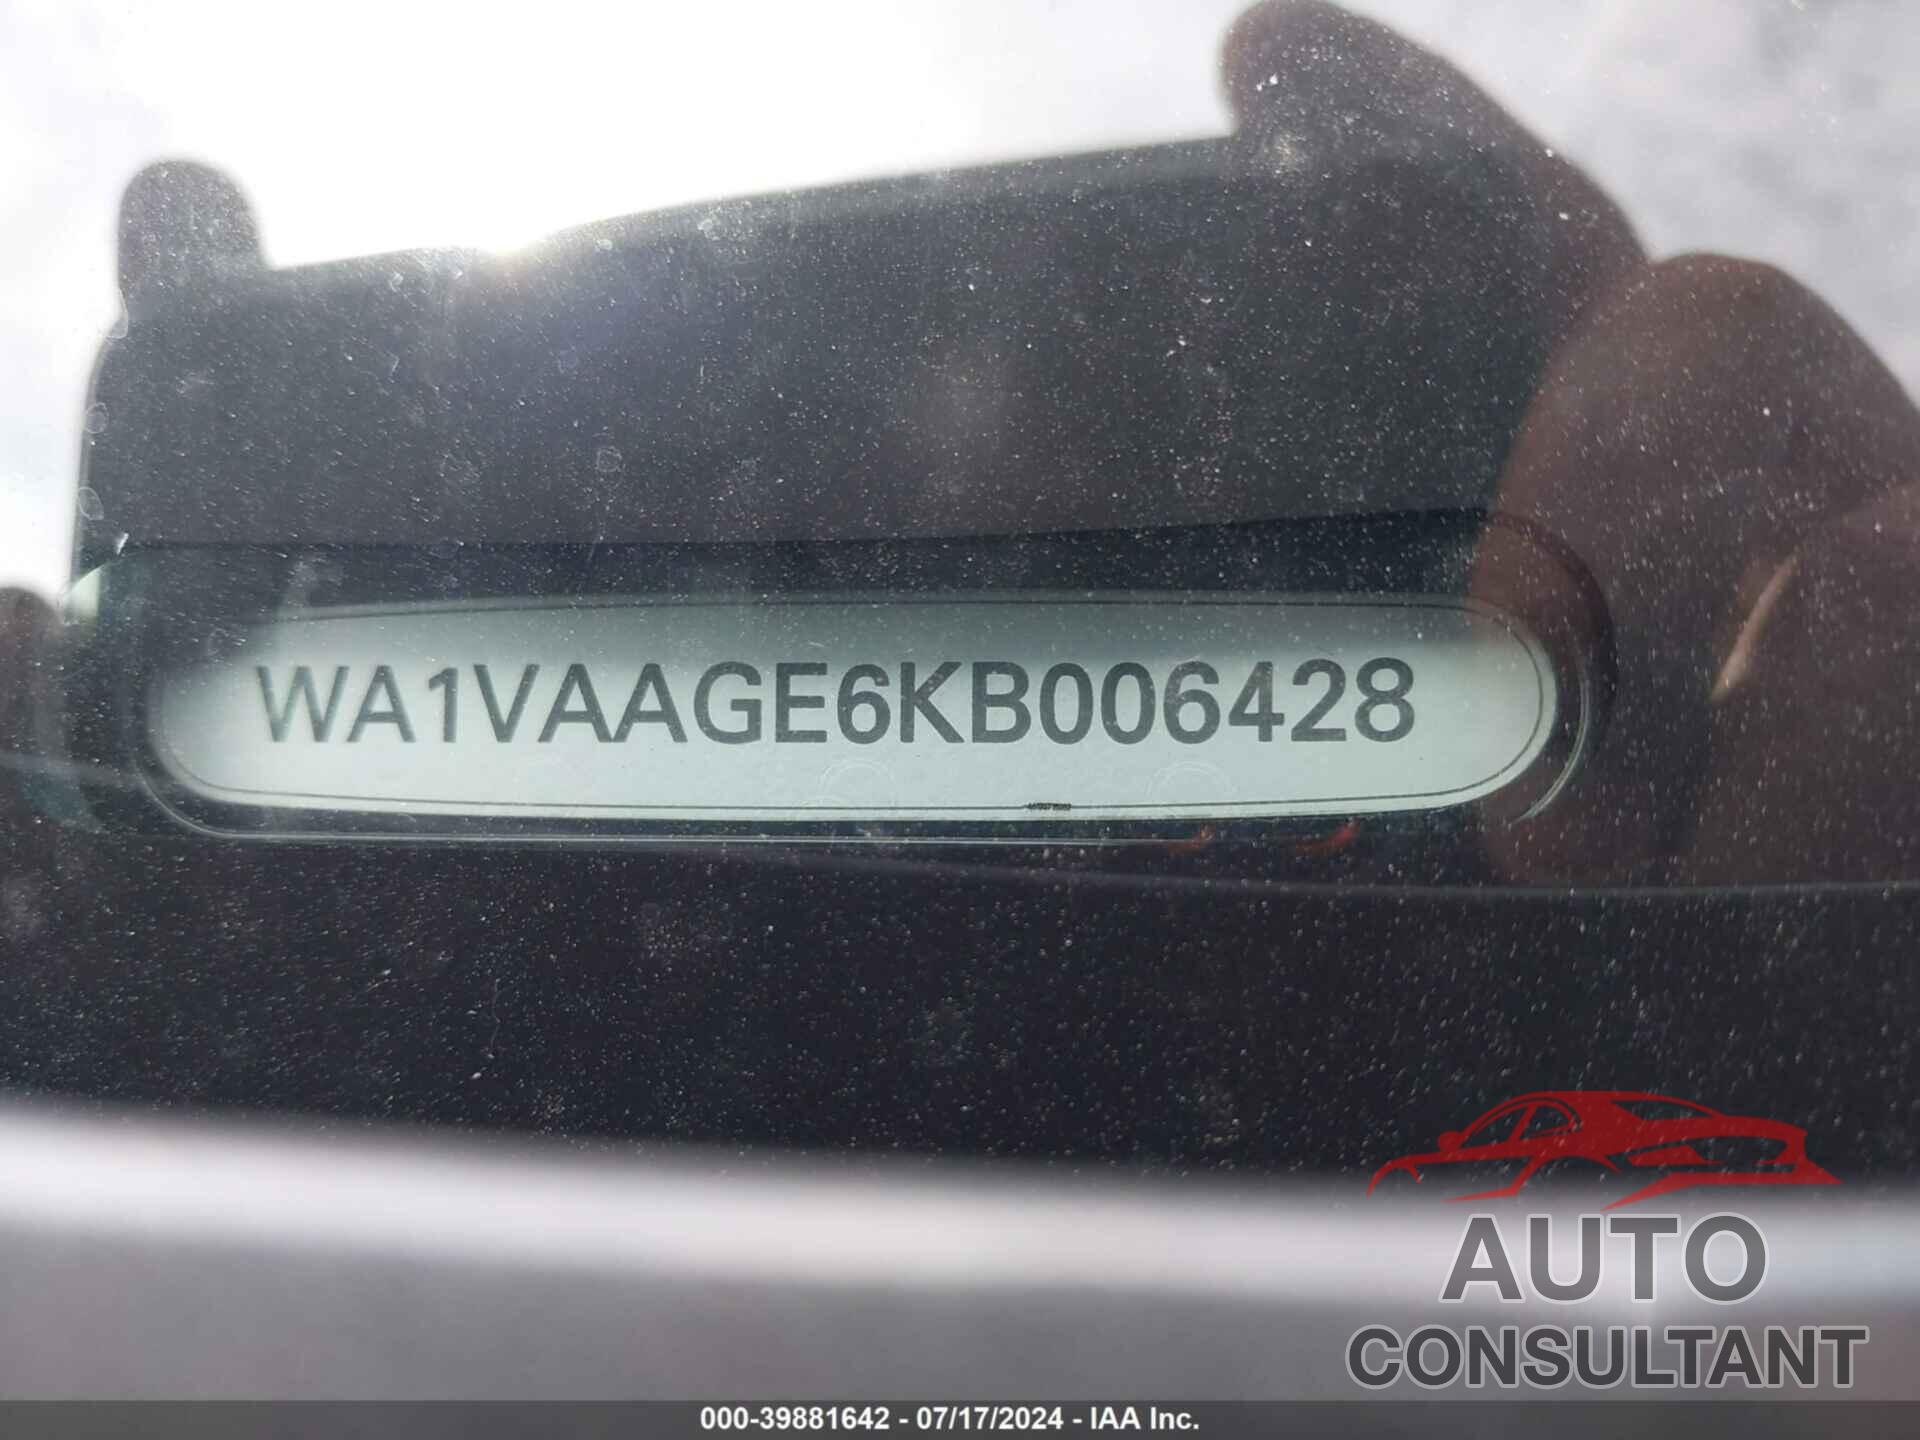 WA1VAAGE6KB006428
AUTO
CONSULTANT
000-39881642 - 07/17/2024 - IAA Inc.